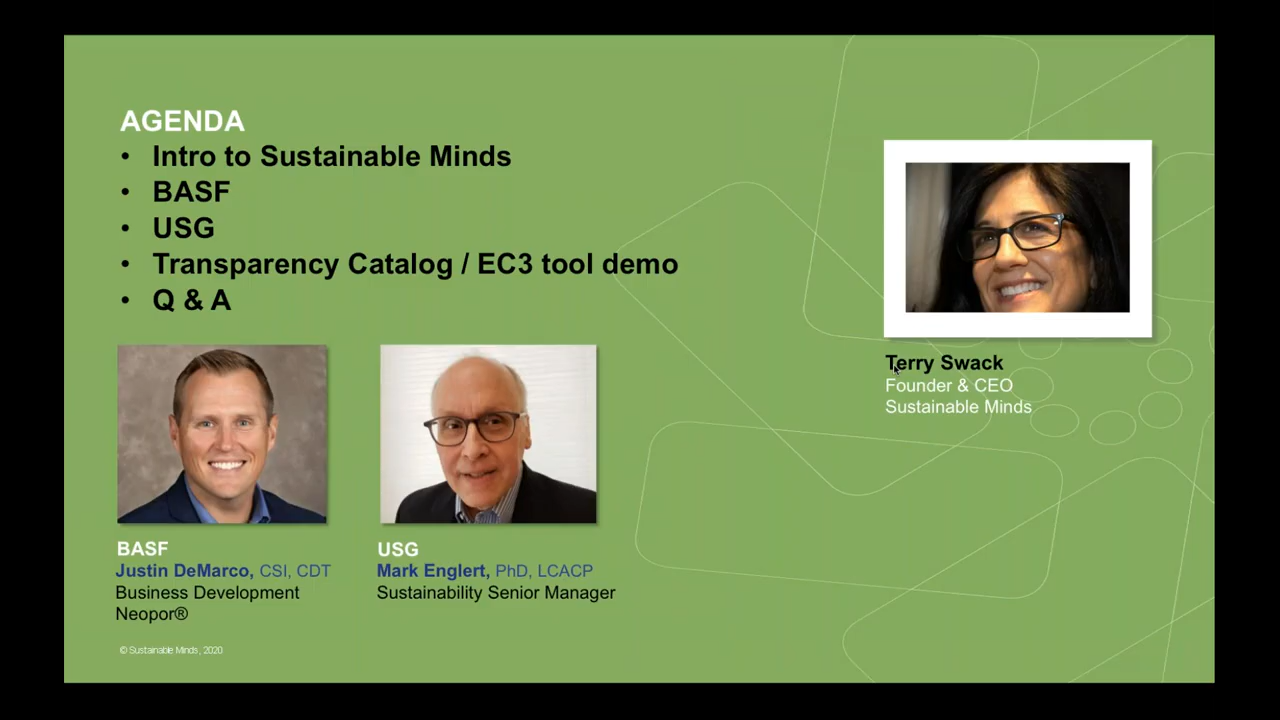 AGENDA
• Intro to Sustainable Minds
• BASF
• USG
• Transparency Catalog / EC3 tool demo
• Q & A
Terry Swack
Founder & CEO
Sustainable Minds
BASF
Justin DeMarco, CSI, CDT
Business Development
Neopor®
USG
Mark Englert, PhD, LCACP
Sustainability Senior Manager
© Sustainable Minds, 2020